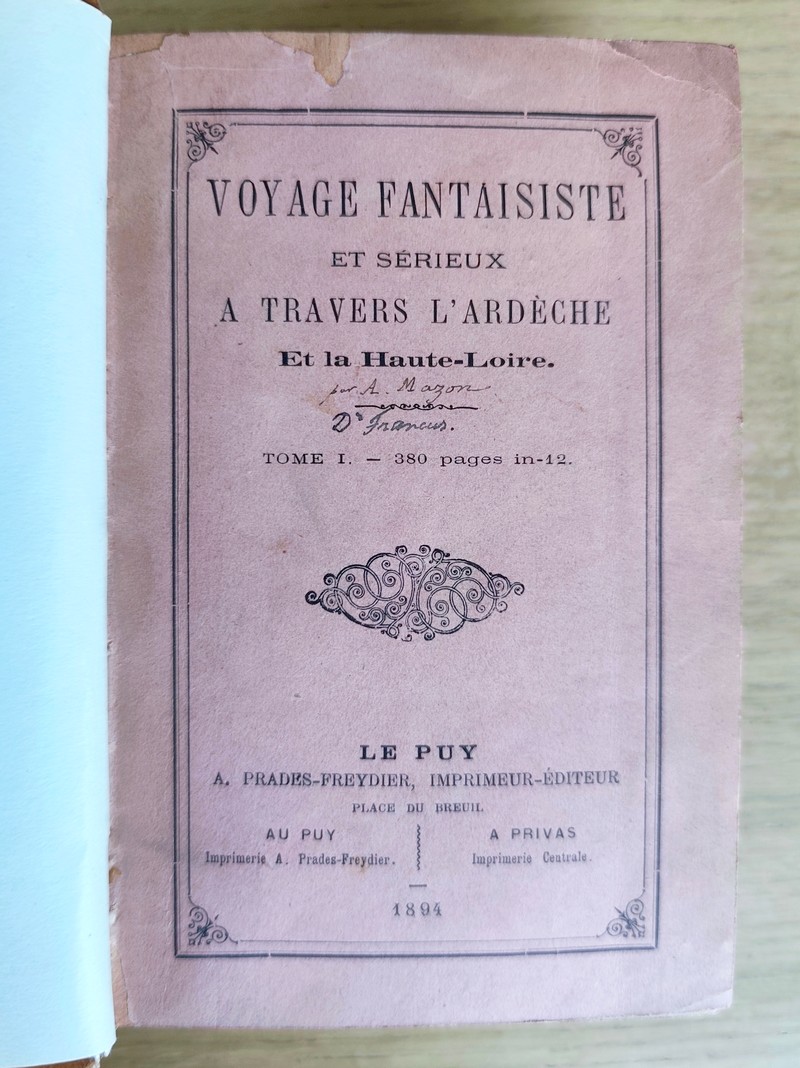 VOYAGE FANTAISISTE
ET SÉRIEUX
A TRAVERS L'ARDÈCHE
Et la Haute-Loire.
par A. Mazon
Dr Francus.
TOME I. — 380 pages in-12.
LE PUY
A. PRADES-FREYDIER, IMPRIMEUR-ÉDITEUR
PLACE DU BREUIL
AU PUY
Imprimerie A. Prades-Freydier.
A PRIVAS
Imprimerie Centrale.
1894